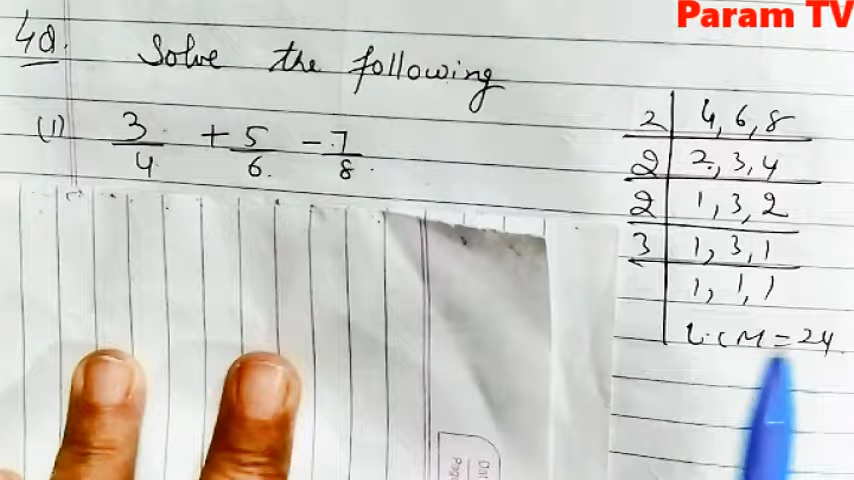 Param TV
4Q. Solve the following
(1) 3/4 + 5/6 - 7/8
2 | 4, 6, 8
2 | 2, 3, 4
2 | 1, 3, 2
3 | 1, 3, 1
1, 1, 1
L.C M = 24